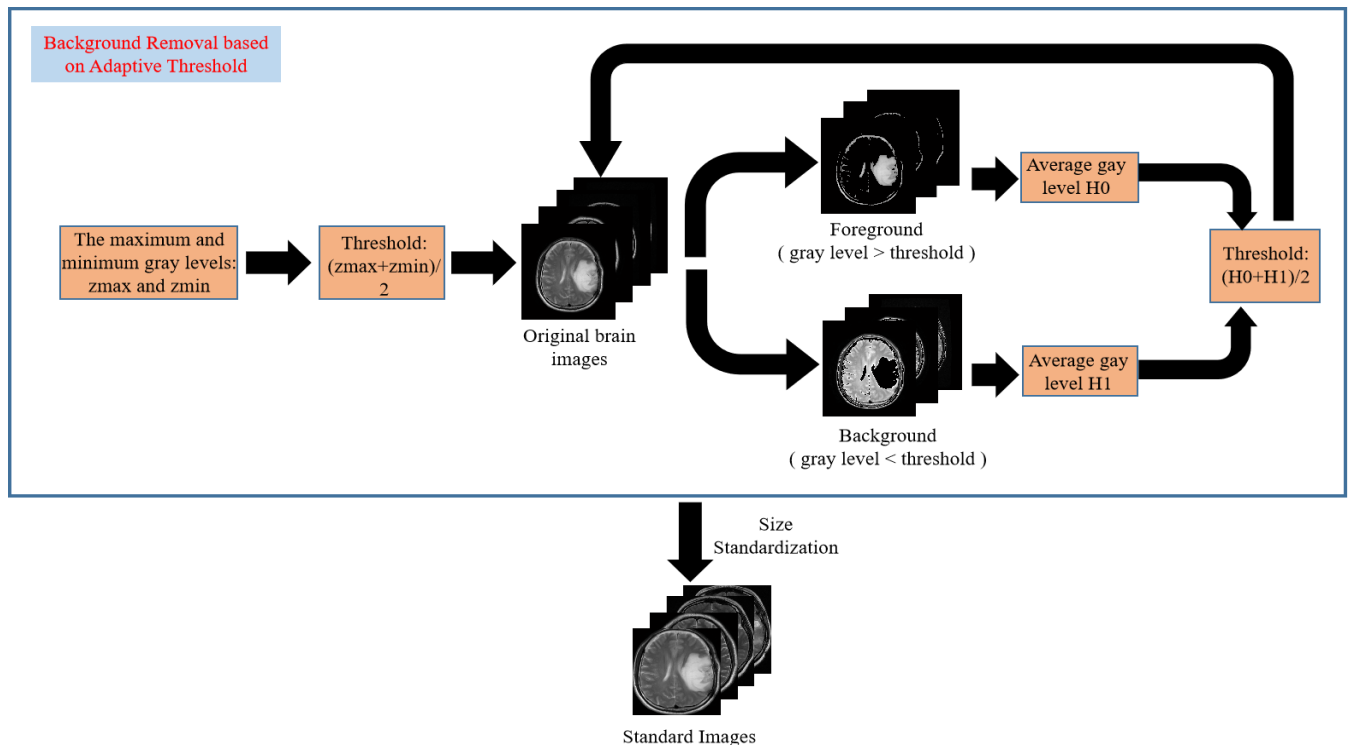 Background Removal based
on Adaptive Threshold
The maximum and
minimum gray levels:
zmax and zmin
Threshold:
(zmax+zmin)/
2
Original brain
images
Foreground
( gray level > threshold )
Average gay
level H0
Background
( gray level < threshold )
Average gay
level H1
Threshold:
(H0+H1)/2
Size
Standardization
Standard Images